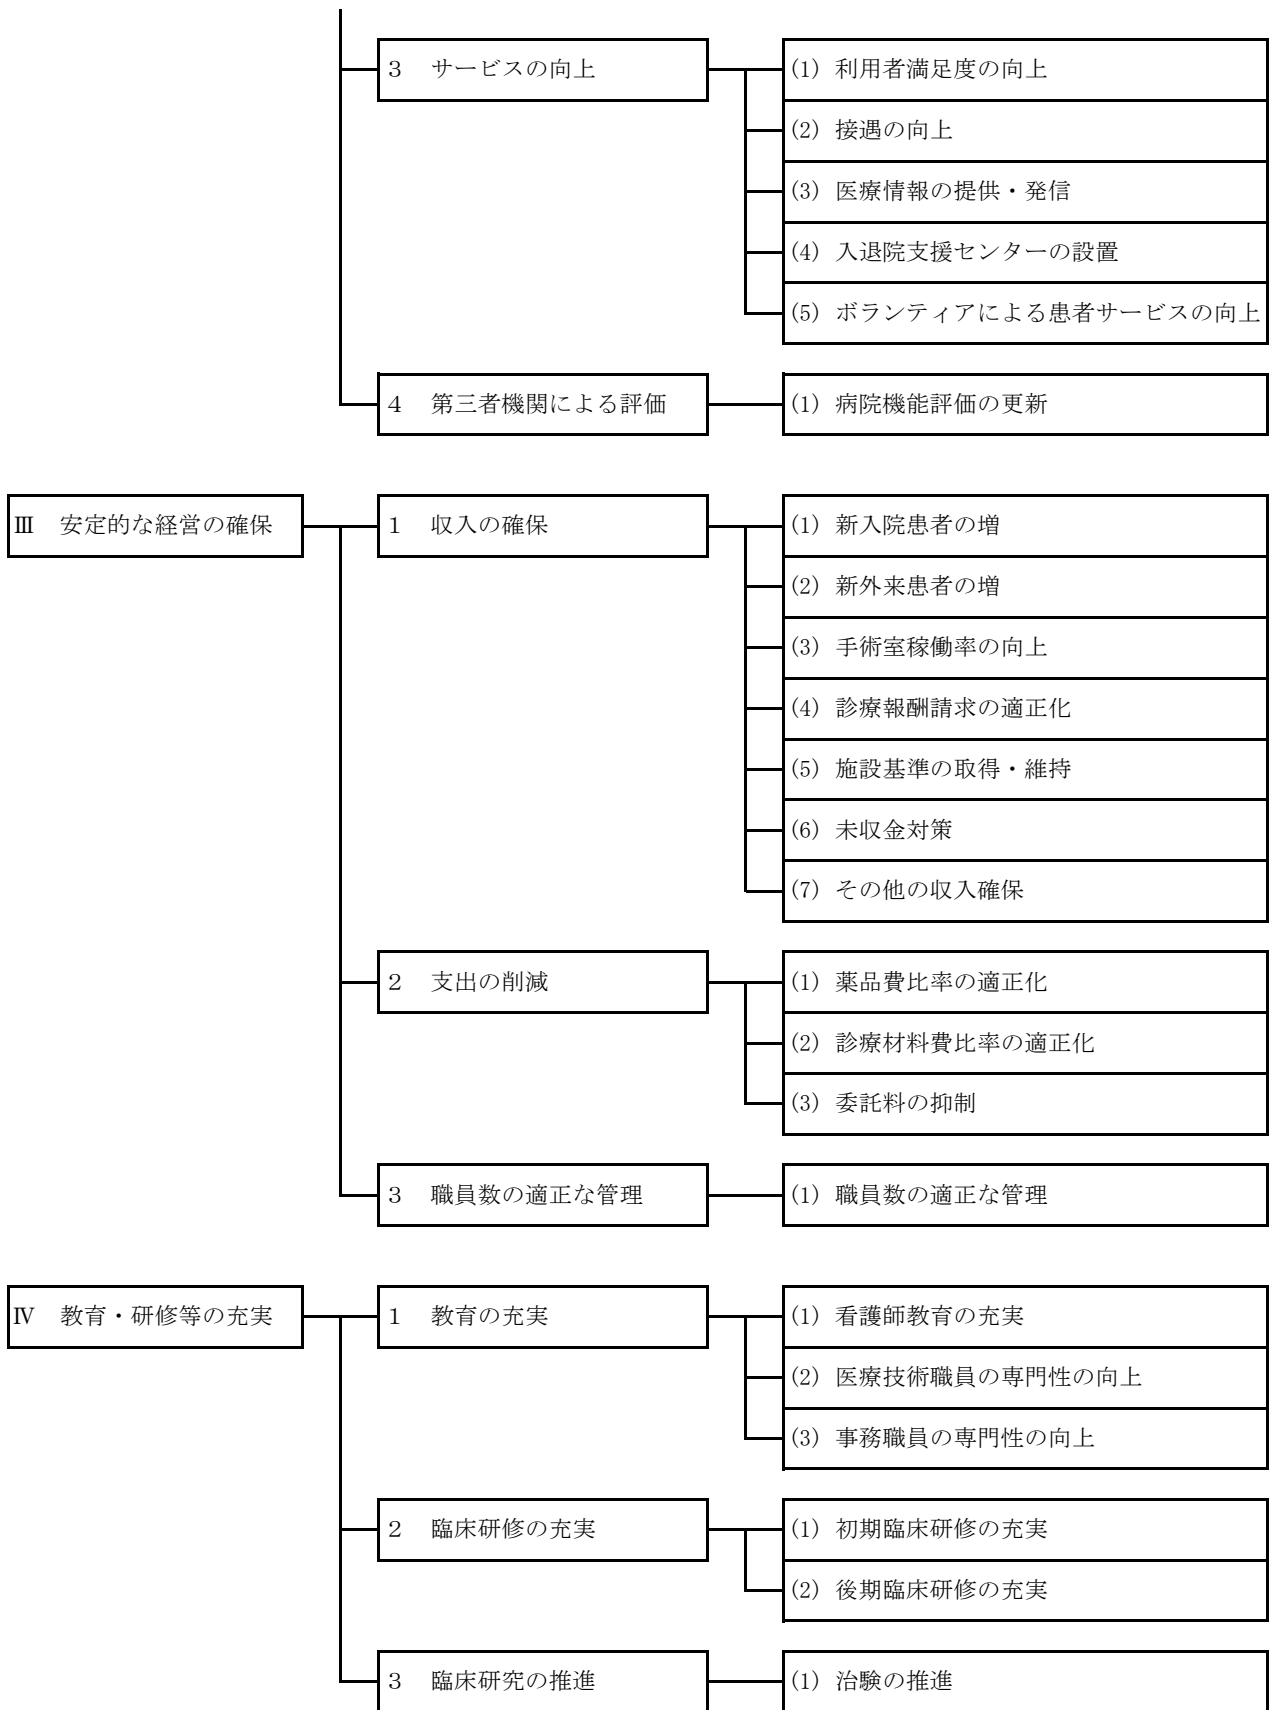 ３　サービスの向上
(1) 利用者満足度の向上
(2) 接遇の向上
(3) 医療情報の提供・発信
(4) 入退院支援センターの設置
(5) ボランティアによる患者サービスの向上
４　第三者機関による評価
(1) 病院機能評価の更新
Ⅲ　安定的な経営の確保
１　収入の確保
(1) 新入院患者の増
(2) 新外来患者の増
(3) 手術室稼働率の向上
(4) 診療報酬請求の適正化
(5) 施設基準の取得・維持
(6) 未収金対策
(7) その他の収入確保
２　支出の削減
(1) 薬品費比率の適正化
(2) 診療材料費比率の適正化
(3) 委託料の抑制
３　職員数の適正な管理
(1) 職員数の適正な管理
Ⅳ　教育・研修等の充実
１　教育の充実
(1) 看護師教育の充実
(2) 医療技術職員の専門性の向上
(3) 事務職員の専門性の向上
２　臨床研修の充実
(1) 初期臨床研修の充実
(2) 後期臨床研修の充実
３　臨床研究の推進
(1) 治験の推進